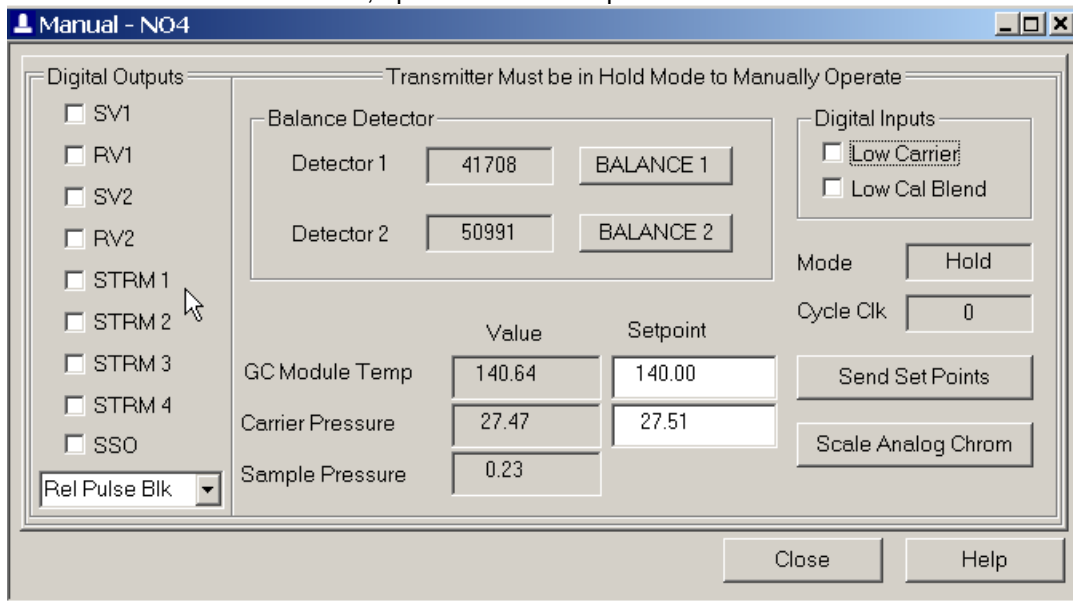 Manual - NO4
Digital Outputs
Transmitter Must be in Hold Mode to Manually Operate
SV1
RV1
SV2
RV2
STRM 1
STRM 2
STRM 3
STRM 4
SSO
Rel Pulse Blk
Balance Detector
Detector 1 41708 BALANCE 1
Detector 2 50991 BALANCE 2
Digital Inputs
Low Carrier
Low Cal Blend
Mode Hold
Cycle Clk 0
Value Setpoint
GC Module Temp 140.64 140.00
Carrier Pressure 27.47 27.51
Sample Pressure 0.23
Send Set Points
Scale Analog Chrom
Close Help